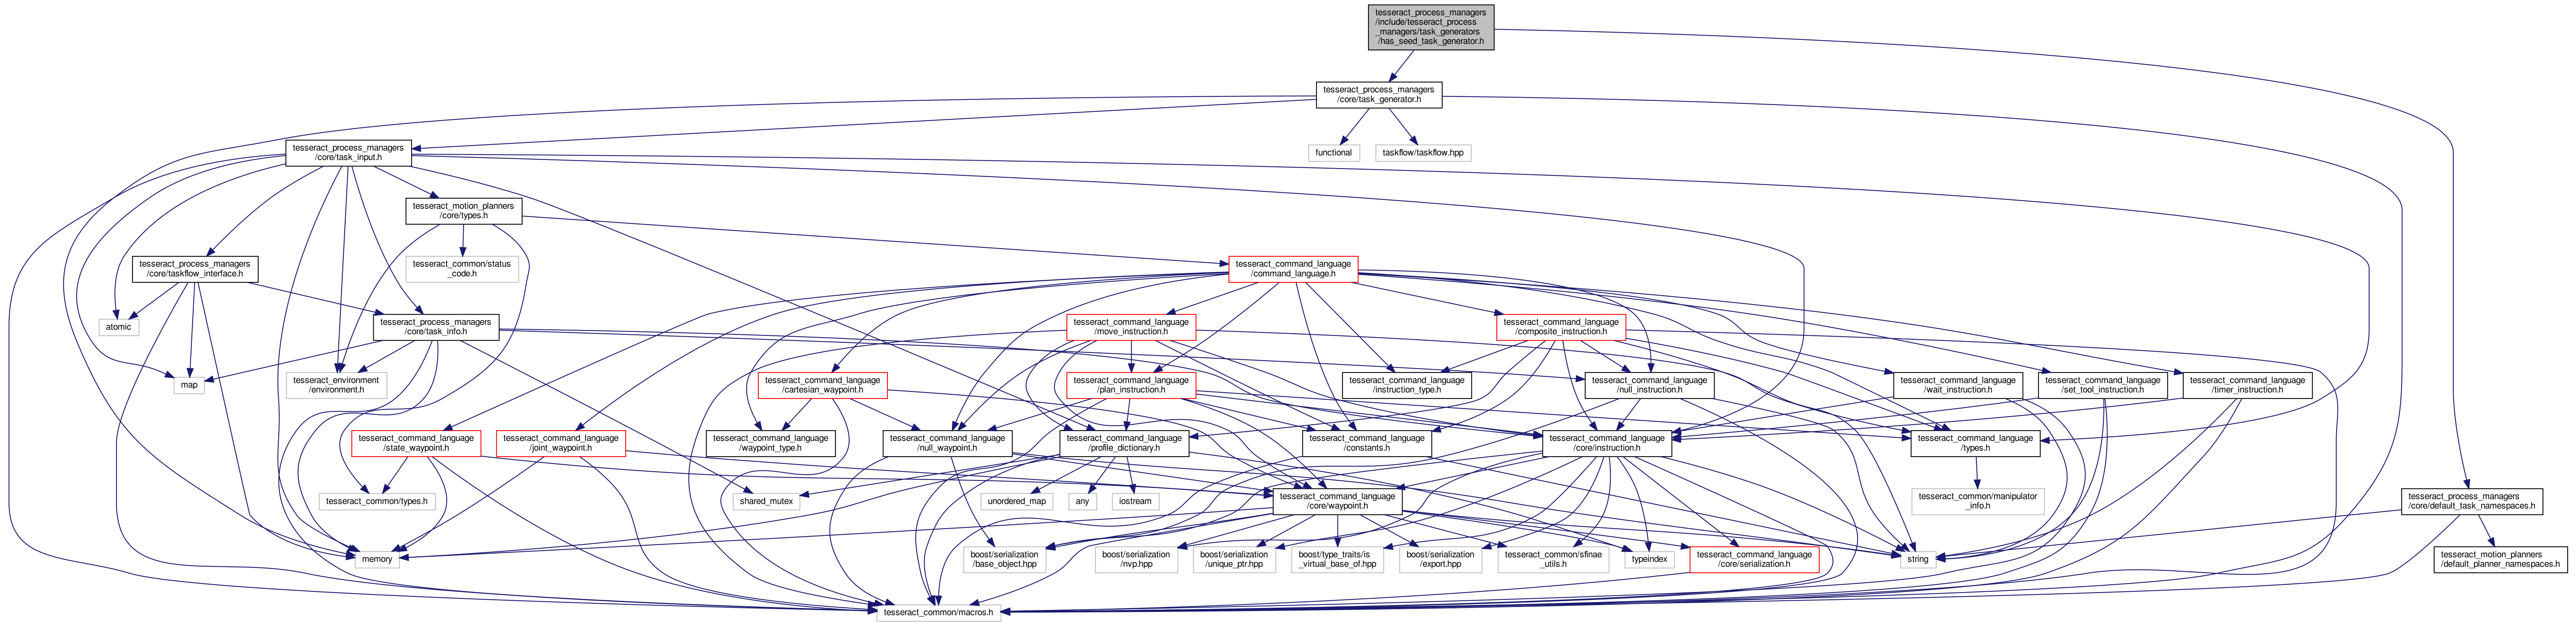 tesseract_process_managers
/include/tesseract_process
_managers/task_generators
/has_seed_task_generator.h
tesseract_process_managers
/core/task_generator.h
tesseract_process_managers
/core/task_input.h
functional
taskflow/taskflow.hpp
tesseract_motion_planners
/core/types.h
tesseract_process_managers
/core/taskflow_interface.h
tesseract_common/status
_code.h
tesseract_command_language
/command_language.h
atomic
tesseract_process_managers
/core/task_info.h
tesseract_command_language
/move_instruction.h
tesseract_command_language
/composite_instruction.h
map
tesseract_environment
/environment.h
tesseract_command_language
/cartesian_waypoint.h
tesseract_command_language
/plan_instruction.h
tesseract_command_language
/instruction_type.h
tesseract_command_language
/null_instruction.h
tesseract_command_language
/wait_instruction.h
tesseract_command_language
/set_tool_instruction.h
tesseract_command_language
/timer_instruction.h
tesseract_command_language
/state_waypoint.h
tesseract_command_language
/joint_waypoint.h
tesseract_command_language
/waypoint_type.h
tesseract_command_language
/null_waypoint.h
tesseract_command_language
/profile_dictionary.h
tesseract_command_language
/constants.h
tesseract_command_language
/core/instruction.h
tesseract_command_language
/types.h
tesseract_common/types.h
shared_mutex
unordered_map
any
iostream
tesseract_command_language
/core/waypoint.h
tesseract_common/manipulator
_info.h
tesseract_process_managers
/core/default_task_namespaces.h
memory
boost/serialization
/base_object.hpp
boost/serialization
/nvp.hpp
boost/serialization
/unique_ptr.hpp
boost/type_traits/is
_virtual_base_of.hpp
boost/serialization
/export.hpp
tesseract_common/sfinae
_utils.h
typeindex
tesseract_command_language
/core/serialization.h
string
tesseract_motion_planners
/default_planner_namespaces.h
tesseract_common/macros.h